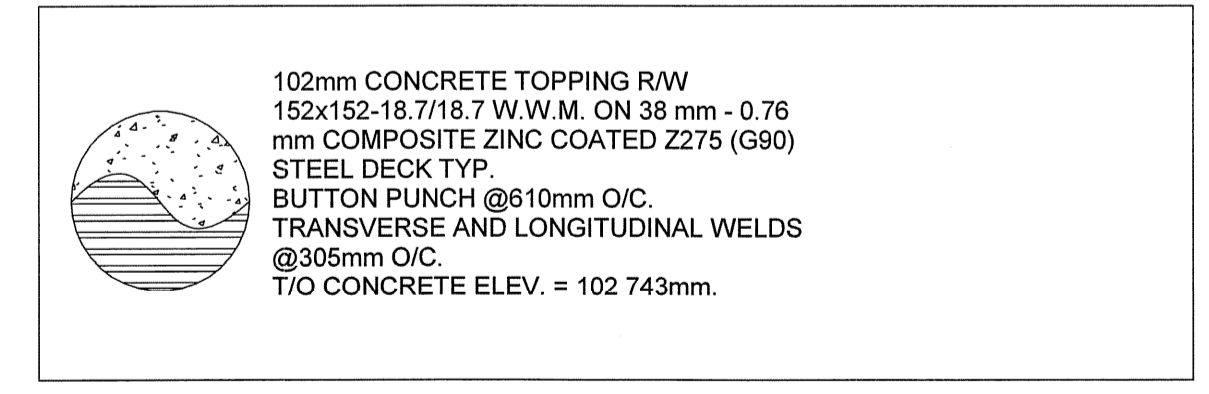 102mm CONCRETE TOPPING R/W
152x152-18.7/18.7 W.W.M. ON 38 mm - 0.76
mm COMPOSITE ZINC COATED Z275 (G90)
STEEL DECK TYP.
BUTTON PUNCH @610mm O/C.
TRANSVERSE AND LONGITUDINAL WELDS
@305mm O/C.
T/O CONCRETE ELEV. = 102 743mm.